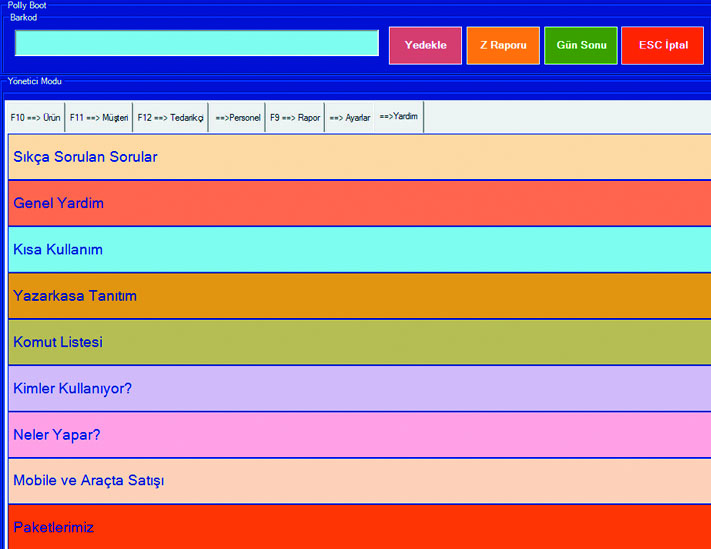 Polly Boot
Barkod
Yedekle
Z Raporu
Gün Sonu
ESC İptal
Yönetici Modu
F10 ==> Ürün
F11 ==> Müşteri
F12 ==> Tedarikçi
==>Personel
F9 ==> Rapor
==> Ayarlar
==>Yardim
Sıkça Sorulan Sorular
Genel Yardim
Kısa Kullanım
Yazarkasa Tanıtım
Komut Listesi
Kimler Kullanıyor?
Neler Yapar?
Mobile ve Araçta Satışı
Paketlerimiz